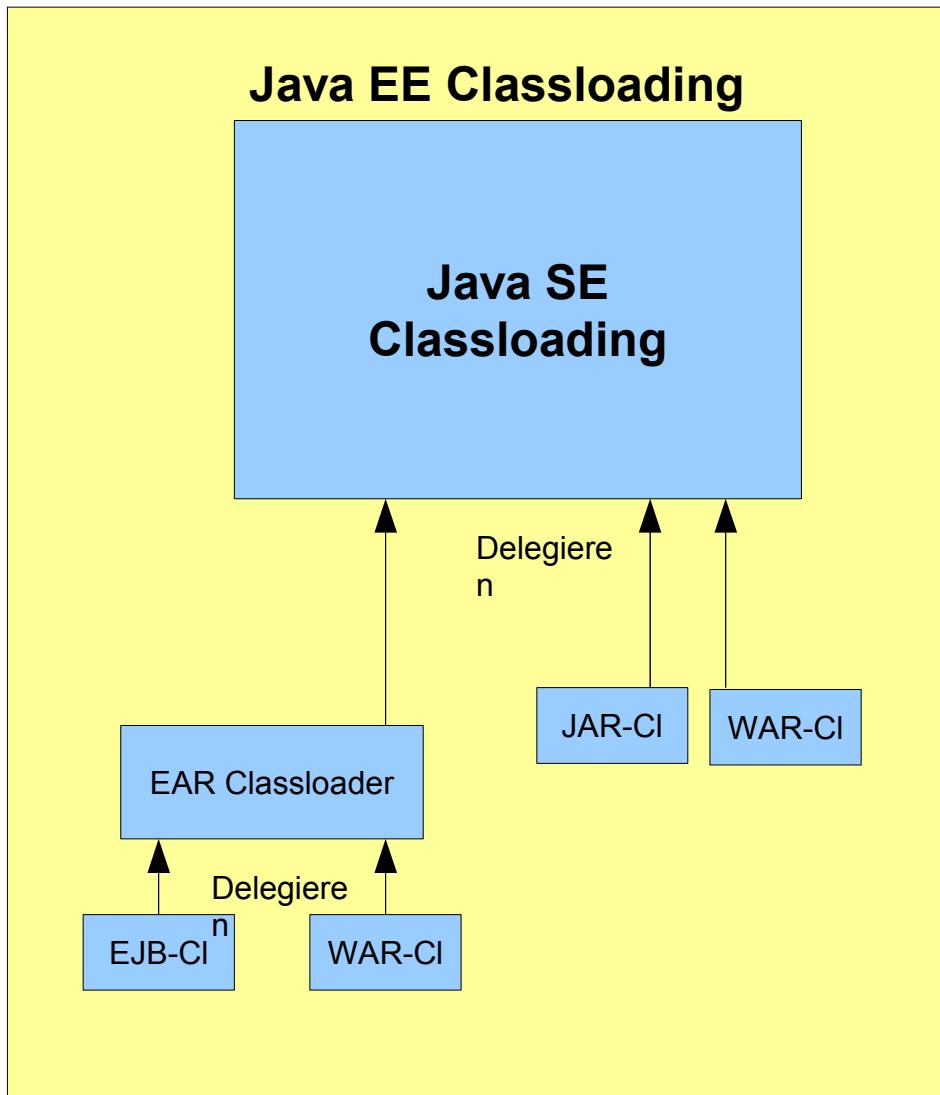 Java EE Classloading
Java SE
Classloading
Delegiere
n
JAR-Cl
WAR-Cl
EAR Classloader
Delegiere
n
EJB-Cl
WAR-Cl